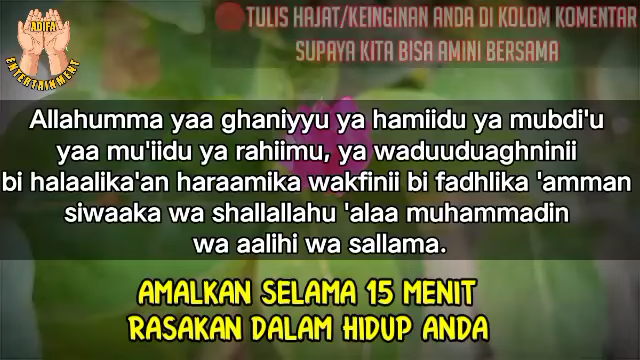 ADIFA
ENTERTAINMENT
TULIS HAJAT/KEINGINAN ANDA DI KOLOM KOMENTAR
SUPAYA KITA BISA AMINI BERSAMA
Allahumma yaa ghaniyyu ya hamiidu ya mubdi'u
yaa mu'iidu ya rahiimu, ya waduuduaghninii
bi halaalika'an haraamika wakfinii bi fadhlika 'amman
siwaaka wa shallallahu 'alaa muhammadin
wa aalihi wa sallama.
AMALKAN SELAMA 15 MENIT
RASAKAN DALAM HIDUP ANDA